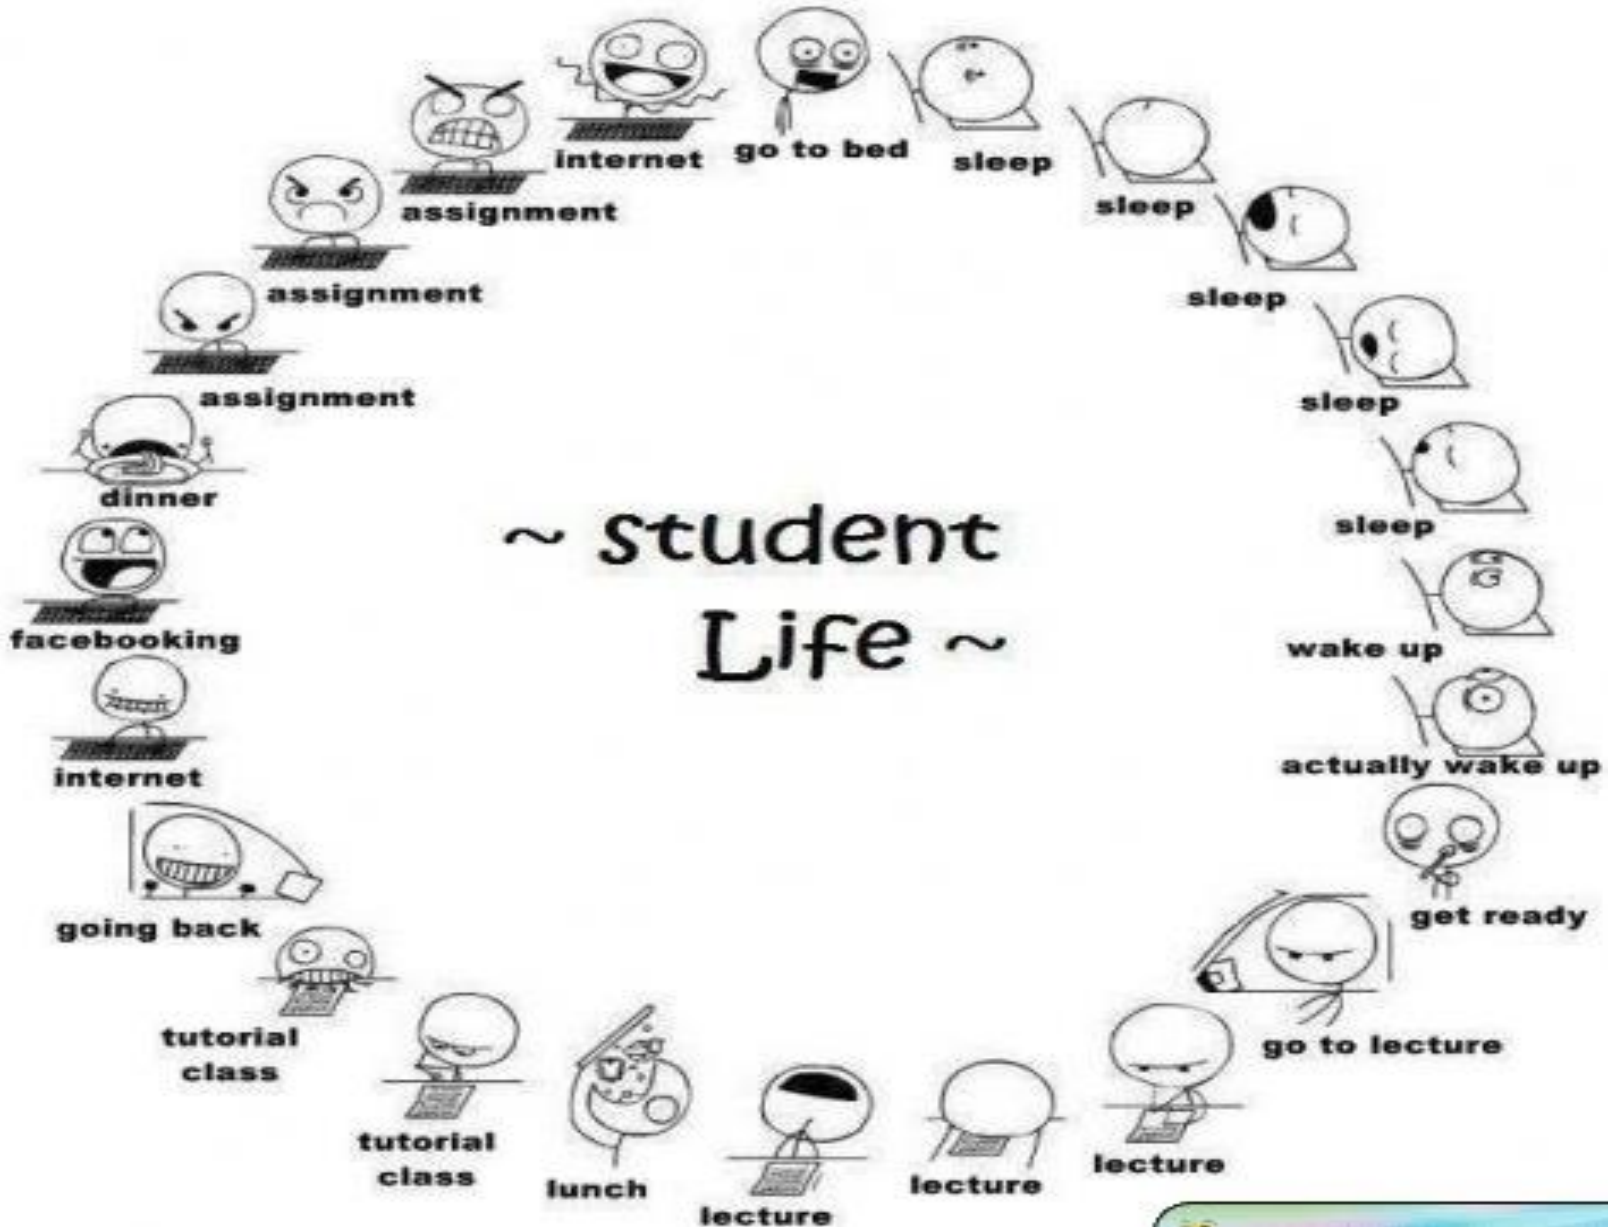 ~ student
Life ~
go to bed
sleep
sleep
sleep
sleep
sleep
wake up
actually wake up
get ready
go to lecture
lecture
lecture
lecture
lunch
tutorial
class
tutorial
class
going back
internet
facebooking
dinner
assignment
assignment
assignment
internet